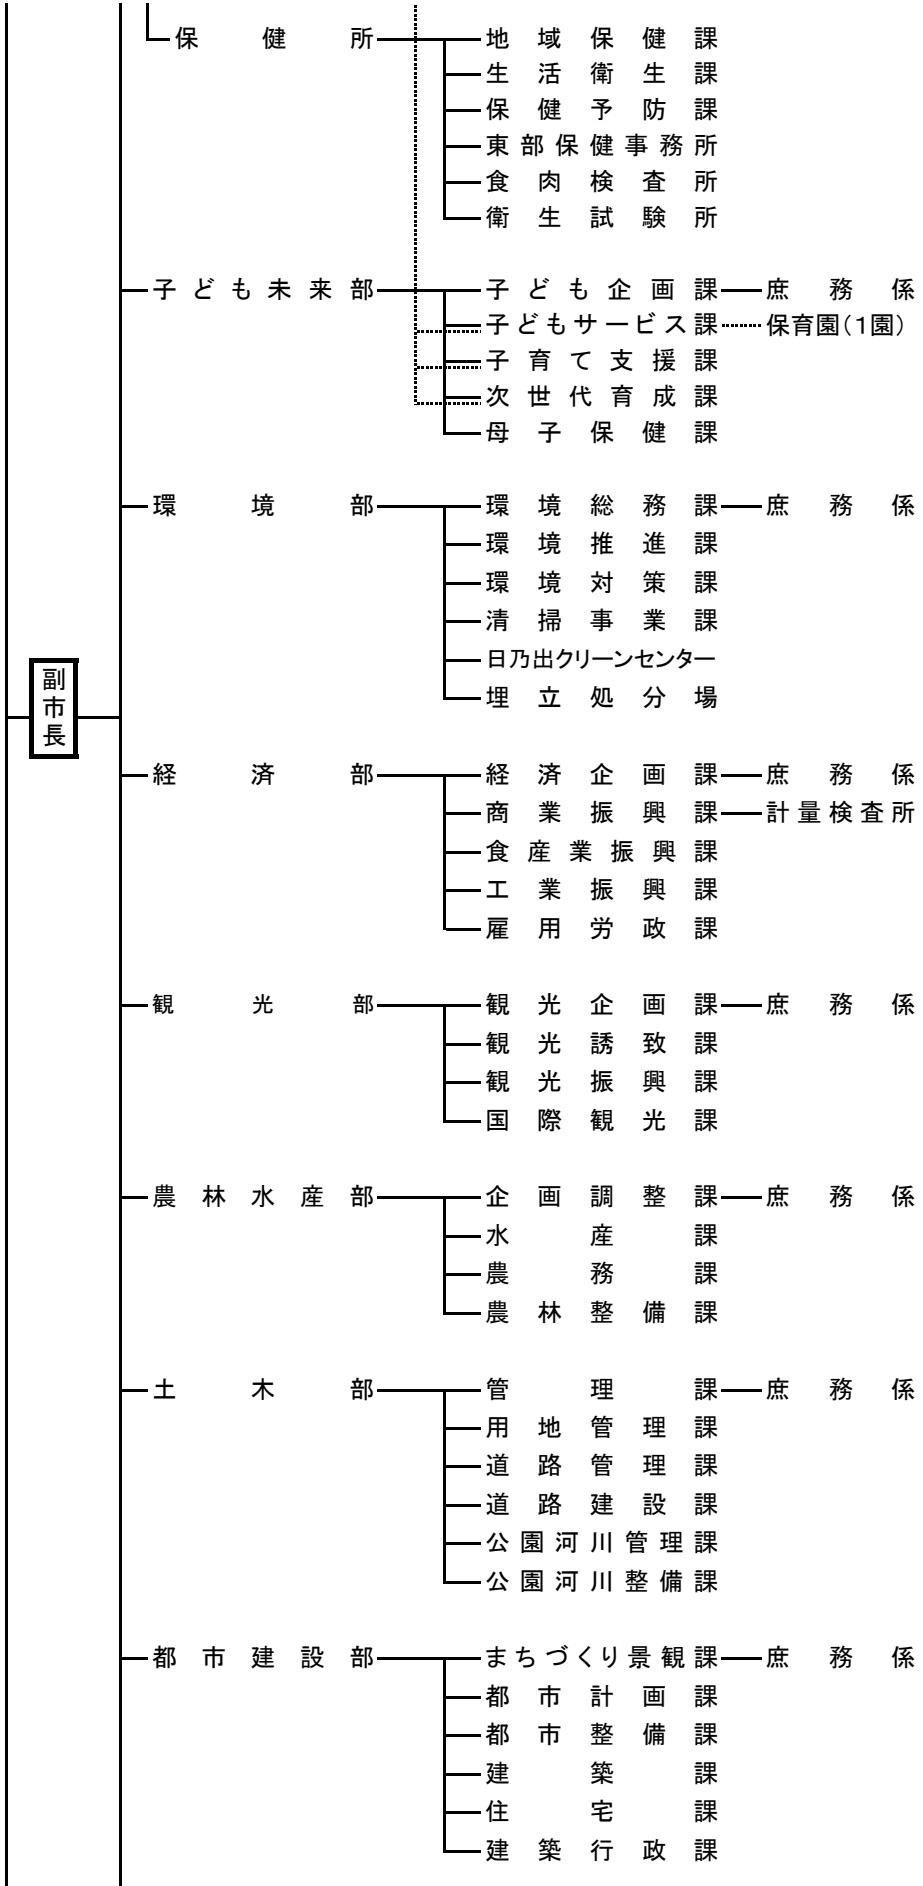 保健所 地域保健課
生活衛生課
保健予防課
東部保健事務所
食肉検査所
衛生試験所
子ども未来部 子ども企画課 庶務係
子どもサービス課 保育園(1園)
子育て支援課
次世代育成課
母子保健課
環境部 環境総務課 庶務係
環境推進課
環境対策課
清掃事業課
日乃出クリーンセンター
埋立処分場
副市長
経済部 経済企画課 庶務係
商業振興課 計量検査所
食産業振興課
工業振興課
雇用労政課
観光部 観光企画課 庶務係
観光誘致課
観光振興課
国際観光課
農林水産部 企画調整課 庶務係
水産課
農務課
農林整備課
土木部 管理課 庶務係
用地管理課
道路管理課
道路建設課
公園河川管理課
公園河川整備課
都市建設部 まちづくり景観課 庶務係
都市計画課
都市整備課
建築課
住宅課
建築行政課